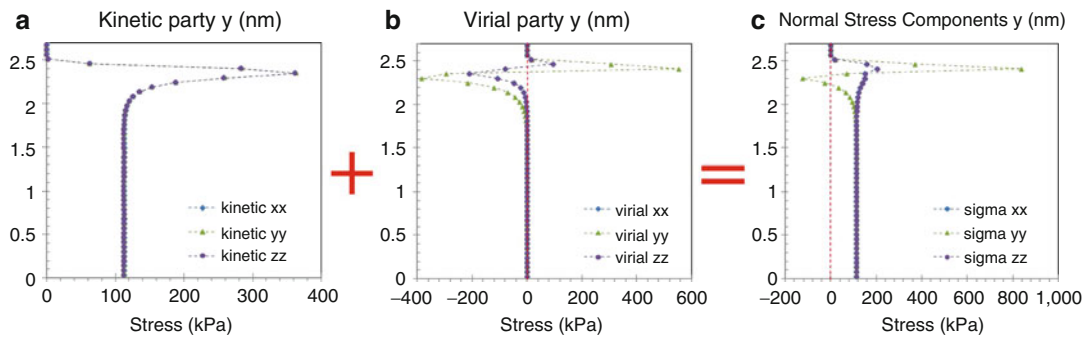 a Kinetic party y (nm)
2.5
2
1.5
1
0.5
0
0 100 200 300 400
Stress (kPa)
kinetic xx
kinetic yy
kinetic zz
+
b Virial party y (nm)
2.5
2
1.5
1
0.5
0
−400 −200 0 200 400 600
Stress (kPa)
virial xx
virial yy
virial zz
=
c Normal Stress Components y (nm)
2.5
2
1.5
1
0.5
0
−200 0 200 400 600 800 1,000
Stress (kPa)
sigma xx
sigma yy
sigma zz